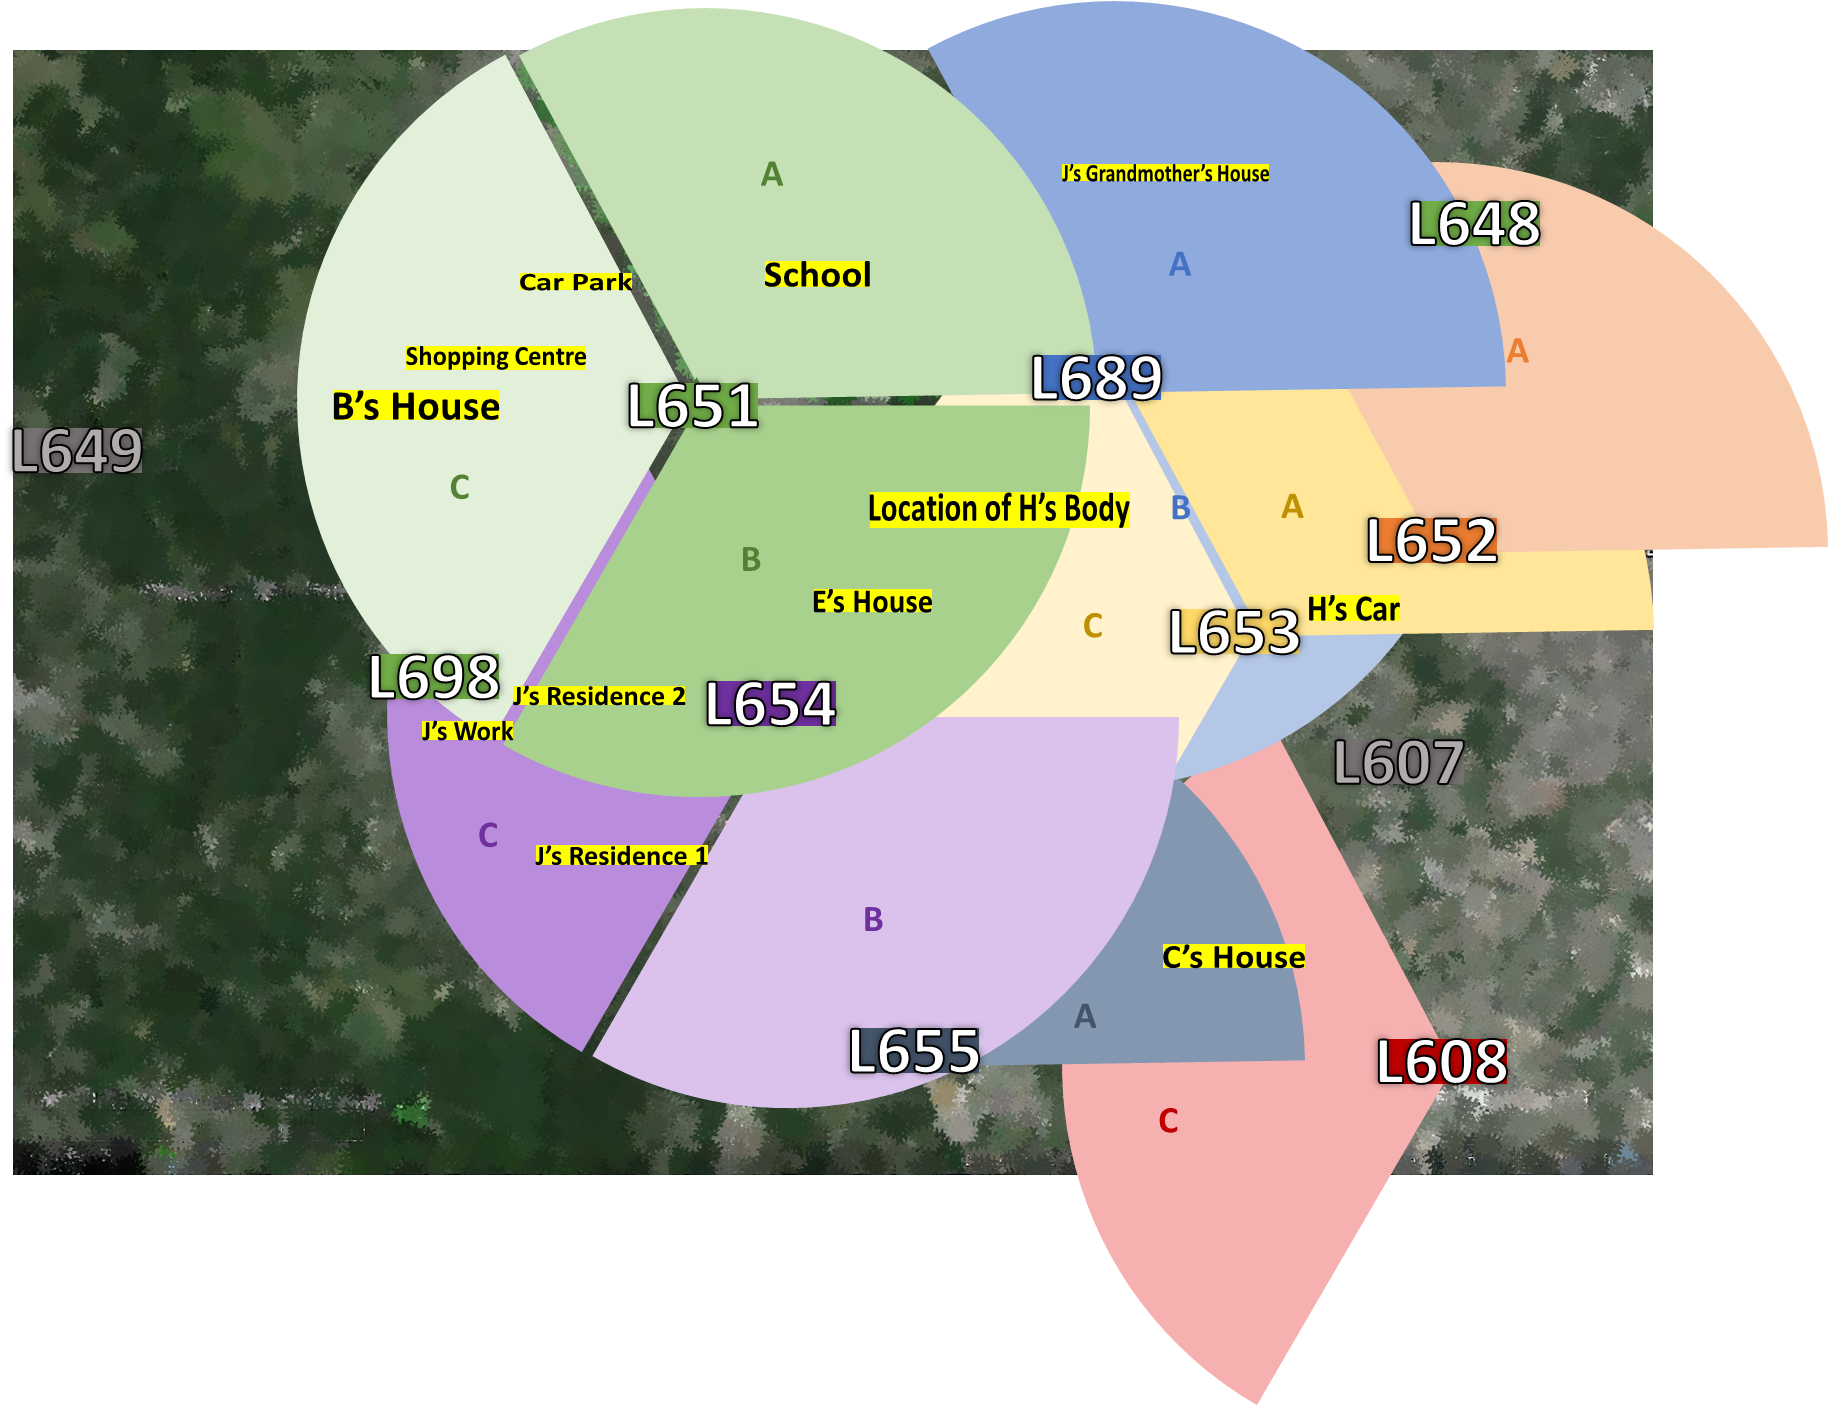 A
J’s Grandmother’s House
L648
A
School
Car Park
A
Shopping Centre
L689
B’s House
L651
L649
C
A
Location of H’s Body
B
L652
B
E’s House
H’s Car
C
L653
L698
J’s Residence 2
L654
J’s Work
L607
C
J’s Residence 1
B
C’s House
A
L655
L608
C